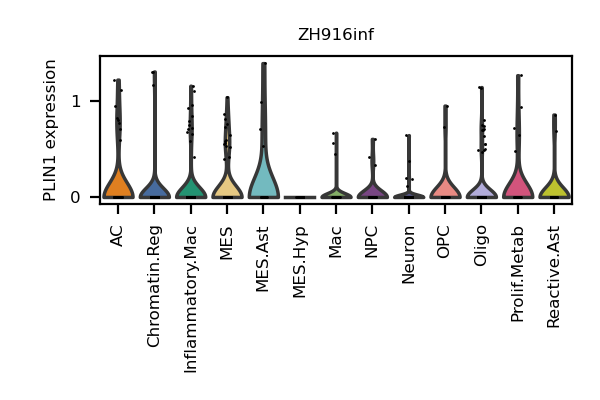 ZH916inf
PLIN1 expression
1
0
AC
Chromatin.Reg
Inflammatory.Mac
MES
MES.Ast
MES.Hyp
Mac
NPC
Neuron
OPC
Oligo
Prolif.Metab
Reactive.Ast